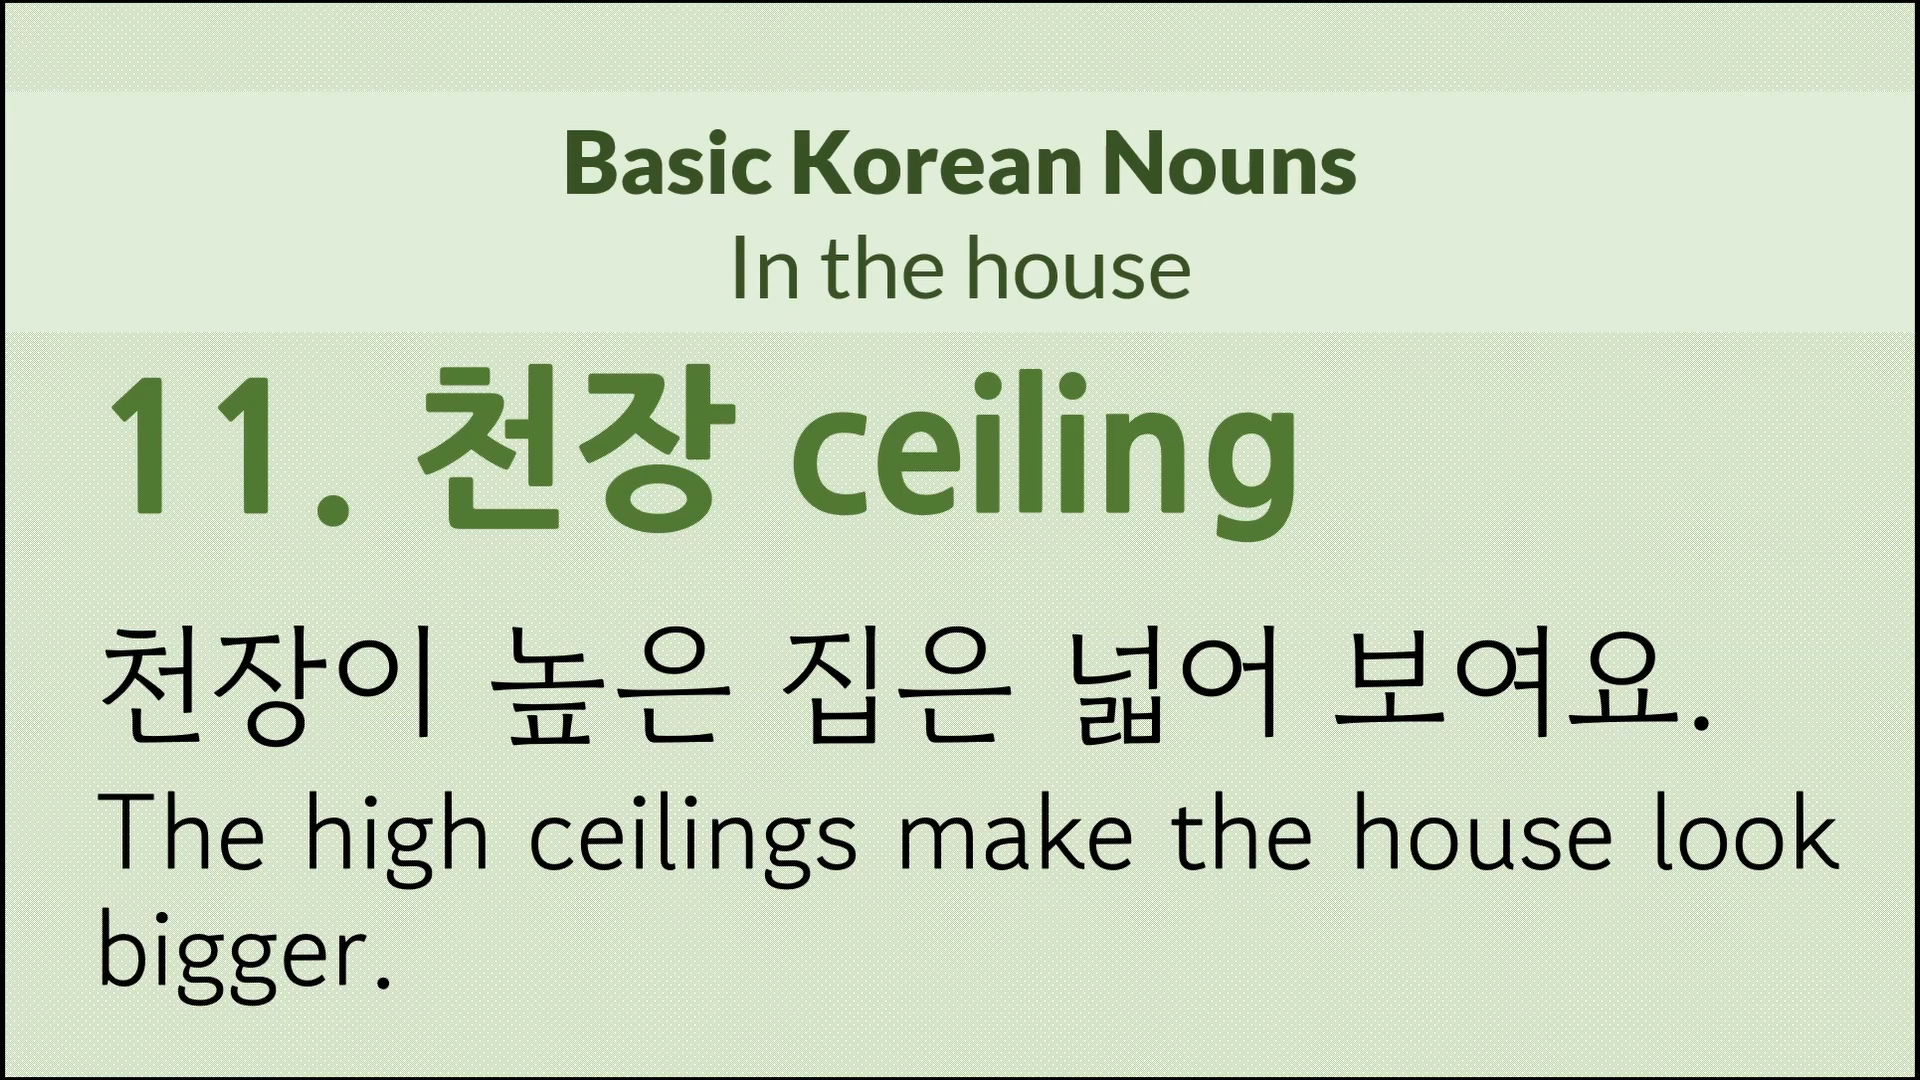 Basic Korean Nouns
In the house
11. 천장 ceiling
천장이 높은 집은 넓어 보여요.
The high ceilings make the house look
bigger.